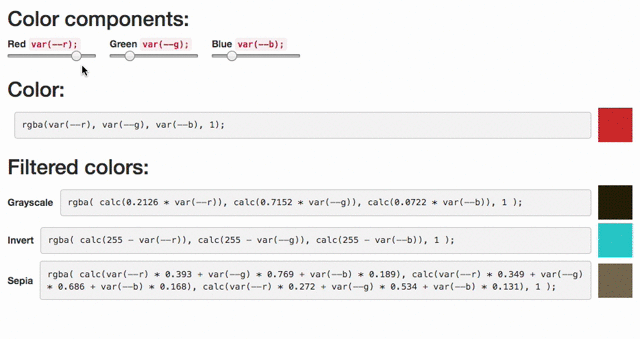 Color components:
Red var(--r); Green var(--g); Blue var(--b);
Color:
rgba(var(--r), var(--g), var(--b), 1);
Filtered colors:
Grayscale rgba( calc(0.2126 * var(--r)), calc(0.7152 * var(--g)), calc(0.0722 * var(--b)), 1 );
Invert rgba( calc(255 - var(--r)), calc(255 - var(--g)), calc(255 - var(--b)), 1 );
Sepia rgba( calc(var(--r) * 0.393 + var(--g) * 0.769 + var(--b) * 0.189), calc(var(--r) * 0.349 + var(--g)
* 0.686 + var(--b) * 0.168), calc(var(--r) * 0.272 + var(--g) * 0.534 + var(--b) * 0.131), 1 );